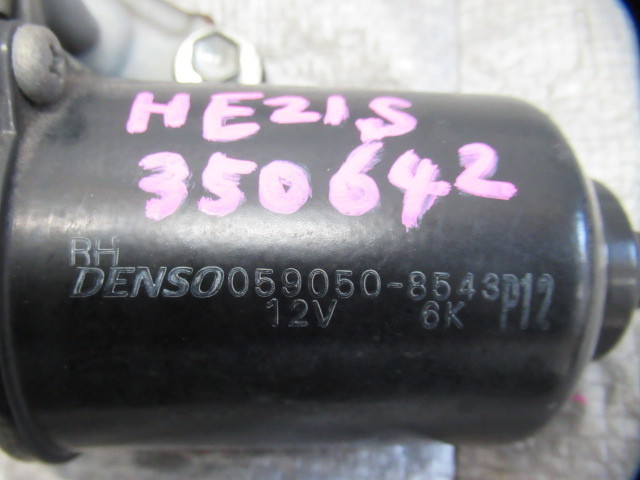 HE21S
350642
RH
DENSO 059050-8543 P12
12V 6K